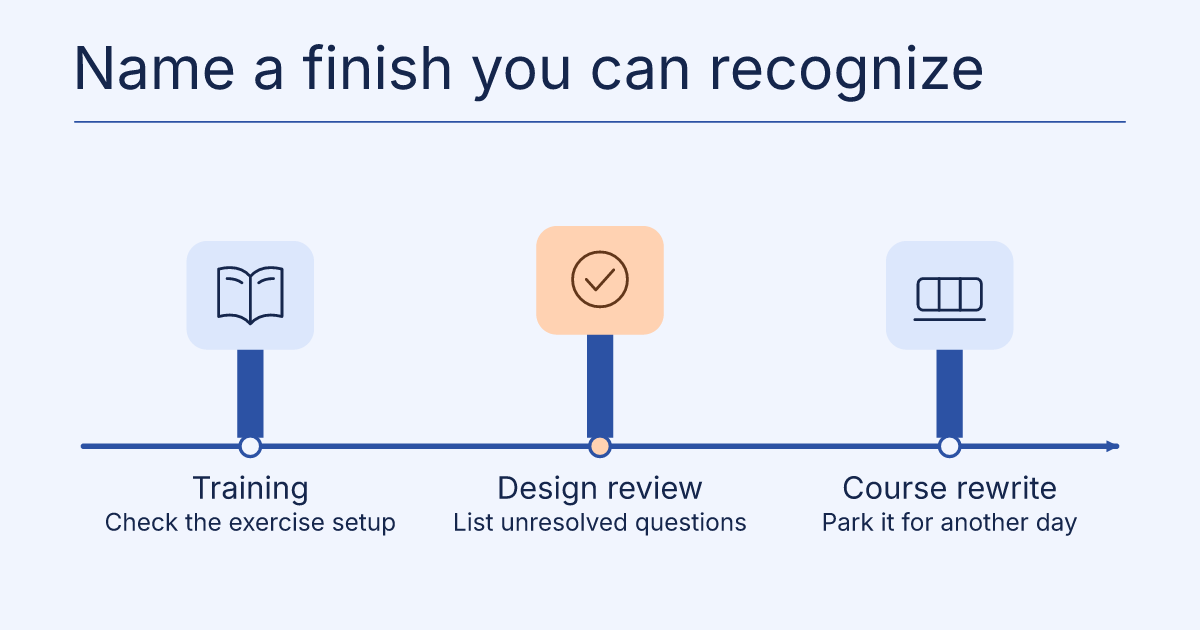 Name a finish you can recognize
Training
Check the exercise setup
Design review
List unresolved questions
Course rewrite
Park it for another day